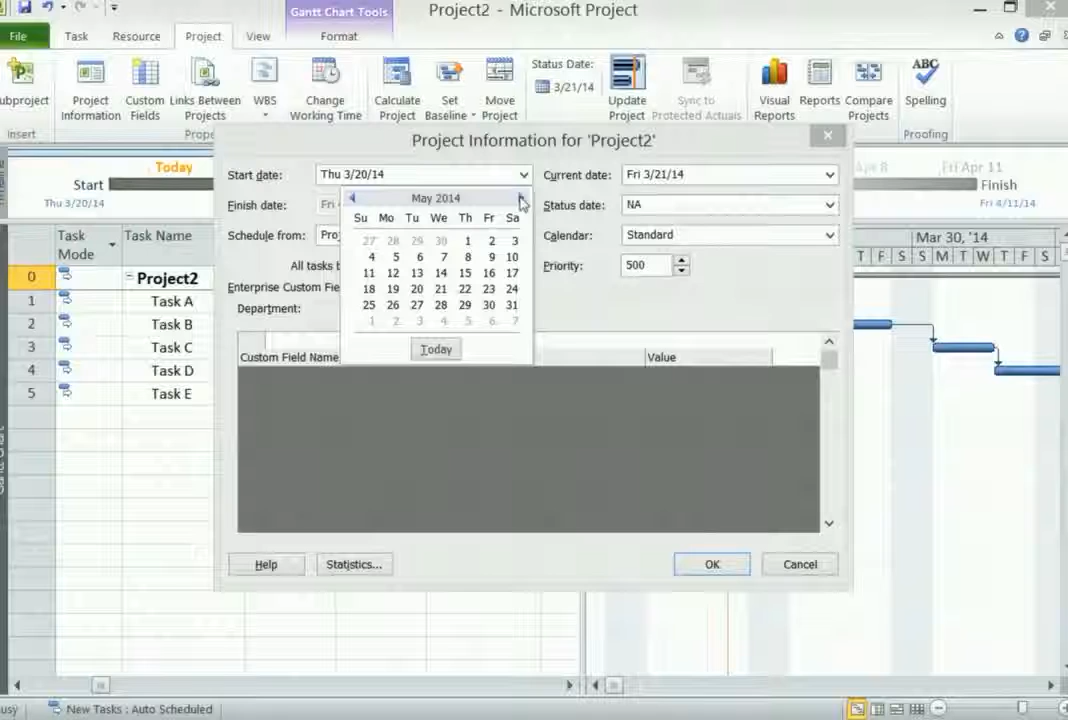 Gantt Chart Tools
Project2 - Microsoft Project
File Task Resource Project View Format
ubproject
Project Information
Custom Fields
Links Between Projects
WBS
Change Working Time
Calculate Project
Set Baseline
Move Project
Status Date:
3/21/14
Update Project
Sync to Protected Actuals
Visual Reports
Reports
Compare Projects
ABC
Spelling
Insert
Prope
Proofing
Project Information for 'Project2'
Today
Start
Thu 3/20/14
Apr 8
Fri Apr 11
Finish
Fri 4/11/14
Start date: Thu 3/20/14
Current date: Fri 3/21/14
Finish date: Fri
Status date: NA
Schedule from: Proj
Calendar: Standard
All tasks b
Priority: 500
Enterprise Custom Fie
Department:
May 2014
Su Mo Tu We Th Fr Sa
27 28 29 30 1 2 3
4 5 6 7 8 9 10
11 12 13 14 15 16 17
18 19 20 21 22 23 24
25 26 27 28 29 30 31
1 2 3 4 5 6 7
Today
Custom Field Name
Value
Help
Statistics...
OK
Cancel
Task Mode
Task Name
0 Project2
1 Task A
2 Task B
3 Task C
4 Task D
5 Task E
Mar 30, '14
T F S S M T W T F S
New Tasks : Auto Scheduled